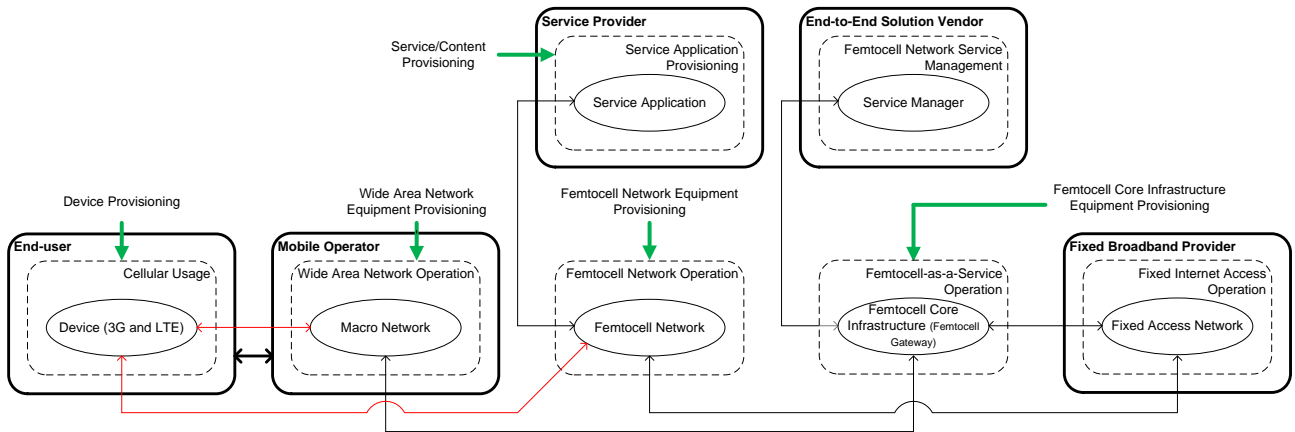 Service Provider
End-to-End Solution Vendor
Service/Content
Provisioning
Service Application
Provisioning
Femtocell Network Service
Management
Service Application
Service Manager
Device Provisioning
Wide Area Network
Equipment Provisioning
Femtocell Network Equipment
Provisioning
Femtocell Core Infrastructure
Equipment Provisioning
End-user
Mobile Operator
Fixed Broadband Provider
Cellular Usage
Wide Area Network Operation
Femtocell Network Operation
Femtocell-as-a-Service
Operation
Fixed Internet Access
Operation
Device (3G and LTE)
Macro Network
Femtocell Network
Femtocell Core
Infrastructure (Femtocell
Gateway)
Fixed Access Network